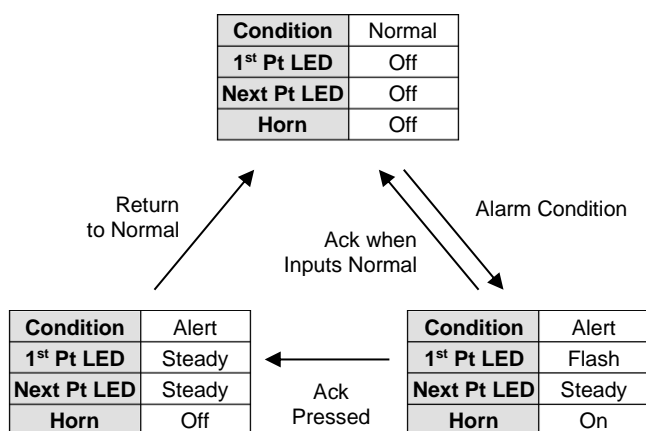 Condition Normal
1st Pt LED Off
Next Pt LED Off
Horn Off
Return
to Normal
Alarm Condition
Ack when
Inputs Normal
Condition Alert
1st Pt LED Steady
Next Pt LED Steady
Horn Off
Ack
Pressed
Condition Alert
1st Pt LED Flash
Next Pt LED Steady
Horn On